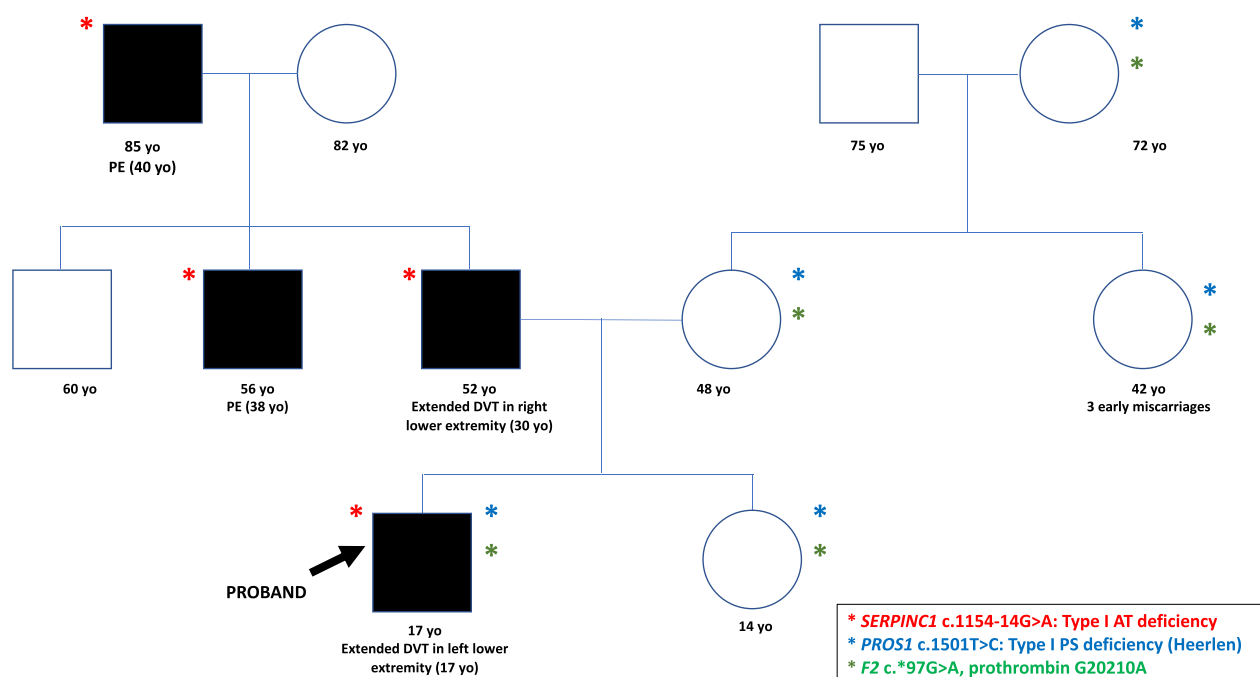 *
*
*
85 yo
PE (40 yo)
82 yo
75 yo
72 yo
*
*
*
*
*
*
60 yo
56 yo
PE (38 yo)
52 yo
Extended DVT in right
lower extremity (30 yo)
48 yo
42 yo
3 early miscarriages
*
*
*
*
*
PROBAND
17 yo
Extended DVT in left lower
extremity (17 yo)
14 yo
* SERPINC1 c.1154-14G>A: Type I AT deficiency
* PROS1 c.1501T>C: Type I PS deficiency (Heerlen)
* F2 c.*97G>A, prothrombin G20210A